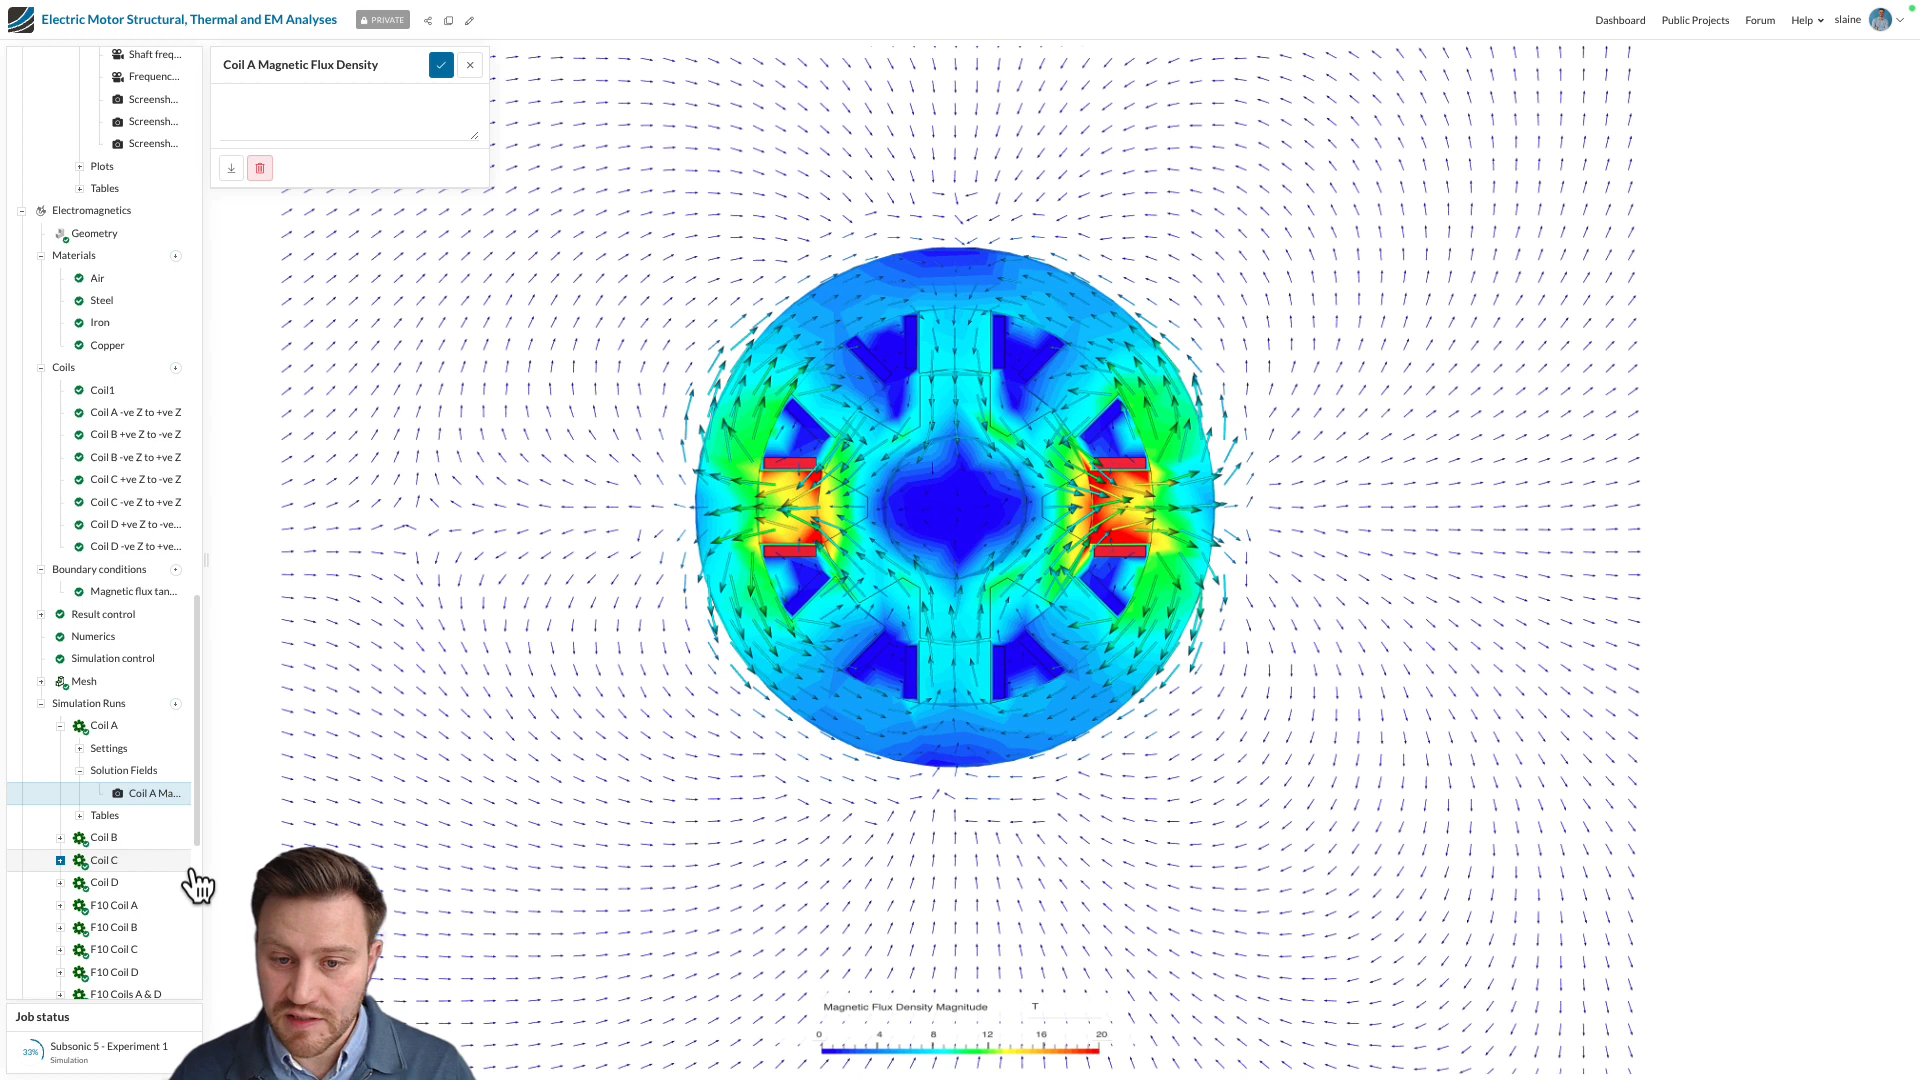 Electric Motor Structural, Thermal and EM Analyses
PRIVATE
Dashboard
Public Projects
Forum
Help
slaine
Shaft freq...
Frequenc...
Screensh...
Screensh...
Screensh...
Plots
Tables
Electromagnetics
Geometry
Materials
Air
Steel
Iron
Copper
Coils
Coil1
Coil A -ve Z to +ve Z
Coil B +ve Z to -ve Z
Coil B -ve Z to +ve Z
Coil C +ve Z to -ve Z
Coil C -ve Z to +ve Z
Coil D +ve Z to -ve...
Coil D -ve Z to +ve...
Boundary conditions
Magnetic flux tan...
Result control
Numerics
Simulation control
Mesh
Simulation Runs
Coil A
Settings
Solution Fields
Coil A Ma...
Tables
Coil B
Coil C
Coil D
F10 Coil A
F10 Coil B
F10 Coil C
F10 Coil D
F10 Coils A & D
Job status
33%
Subsonic 5 - Experiment 1
Simulation
Coil A Magnetic Flux Density
Magnetic Flux Density Magnitude T
0 4 8 12 16 20